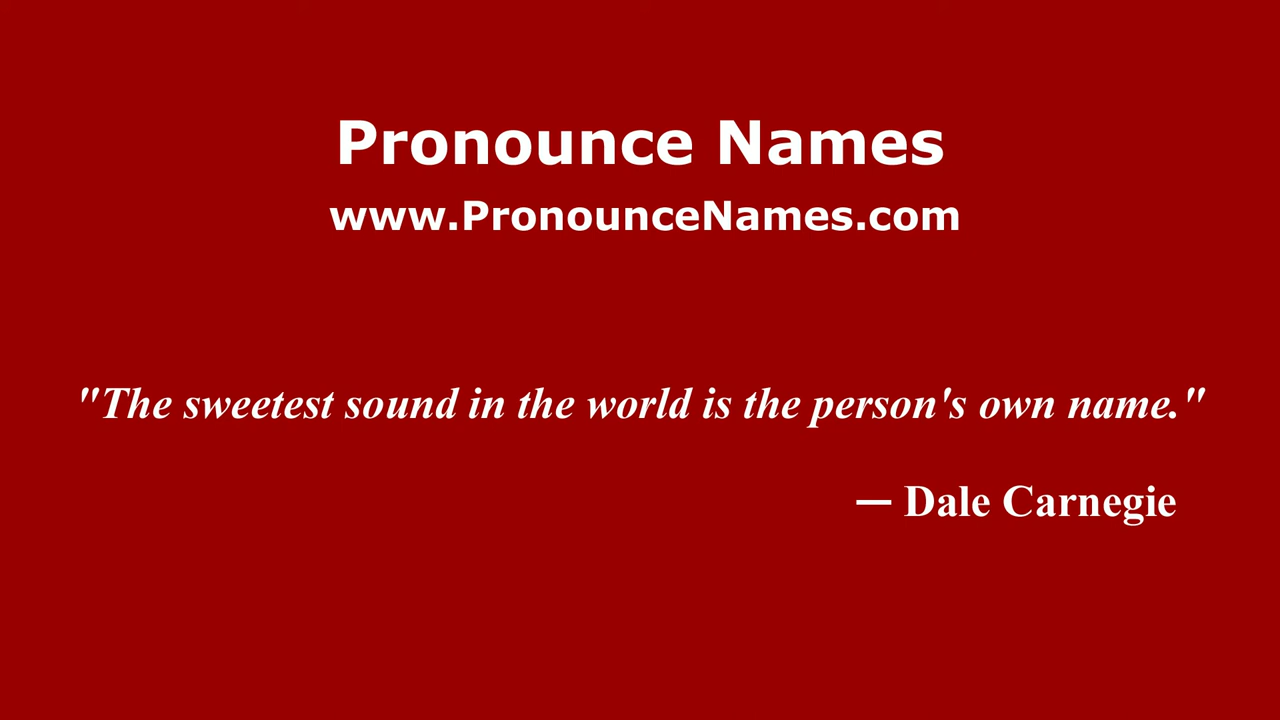 Pronounce Names
www.PronounceNames.com
"The sweetest sound in the world is the person's own name."
— Dale Carnegie